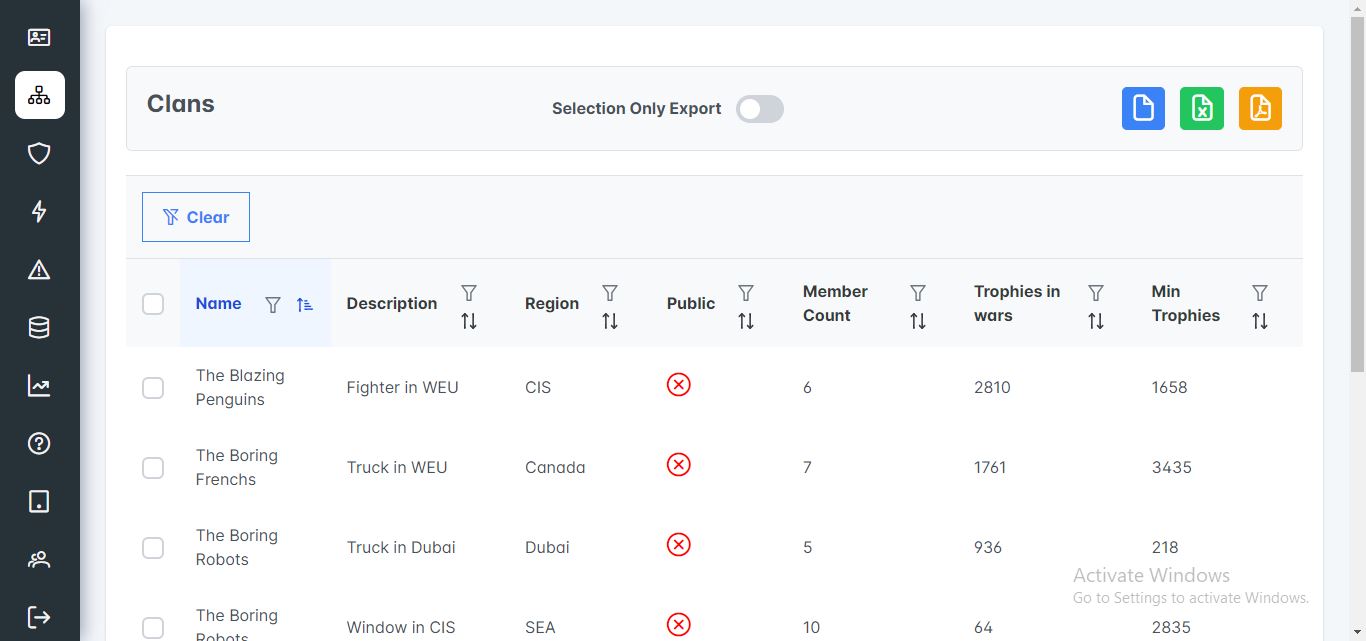 Clans
Selection Only Export
Clear
Name
Description
Region
Public
Member
Count
Trophies in
wars
Min
Trophies
The Blazing
Penguins
Fighter in WEU
CIS
6
2810
1658
The Boring
Frenchs
Truck in WEU
Canada
7
1761
3435
The Boring
Robots
Truck in Dubai
Dubai
5
936
218
The Boring
Robots
Window in CIS
SEA
10
64
2835
Activate Windows
Go to Settings to activate Windows.